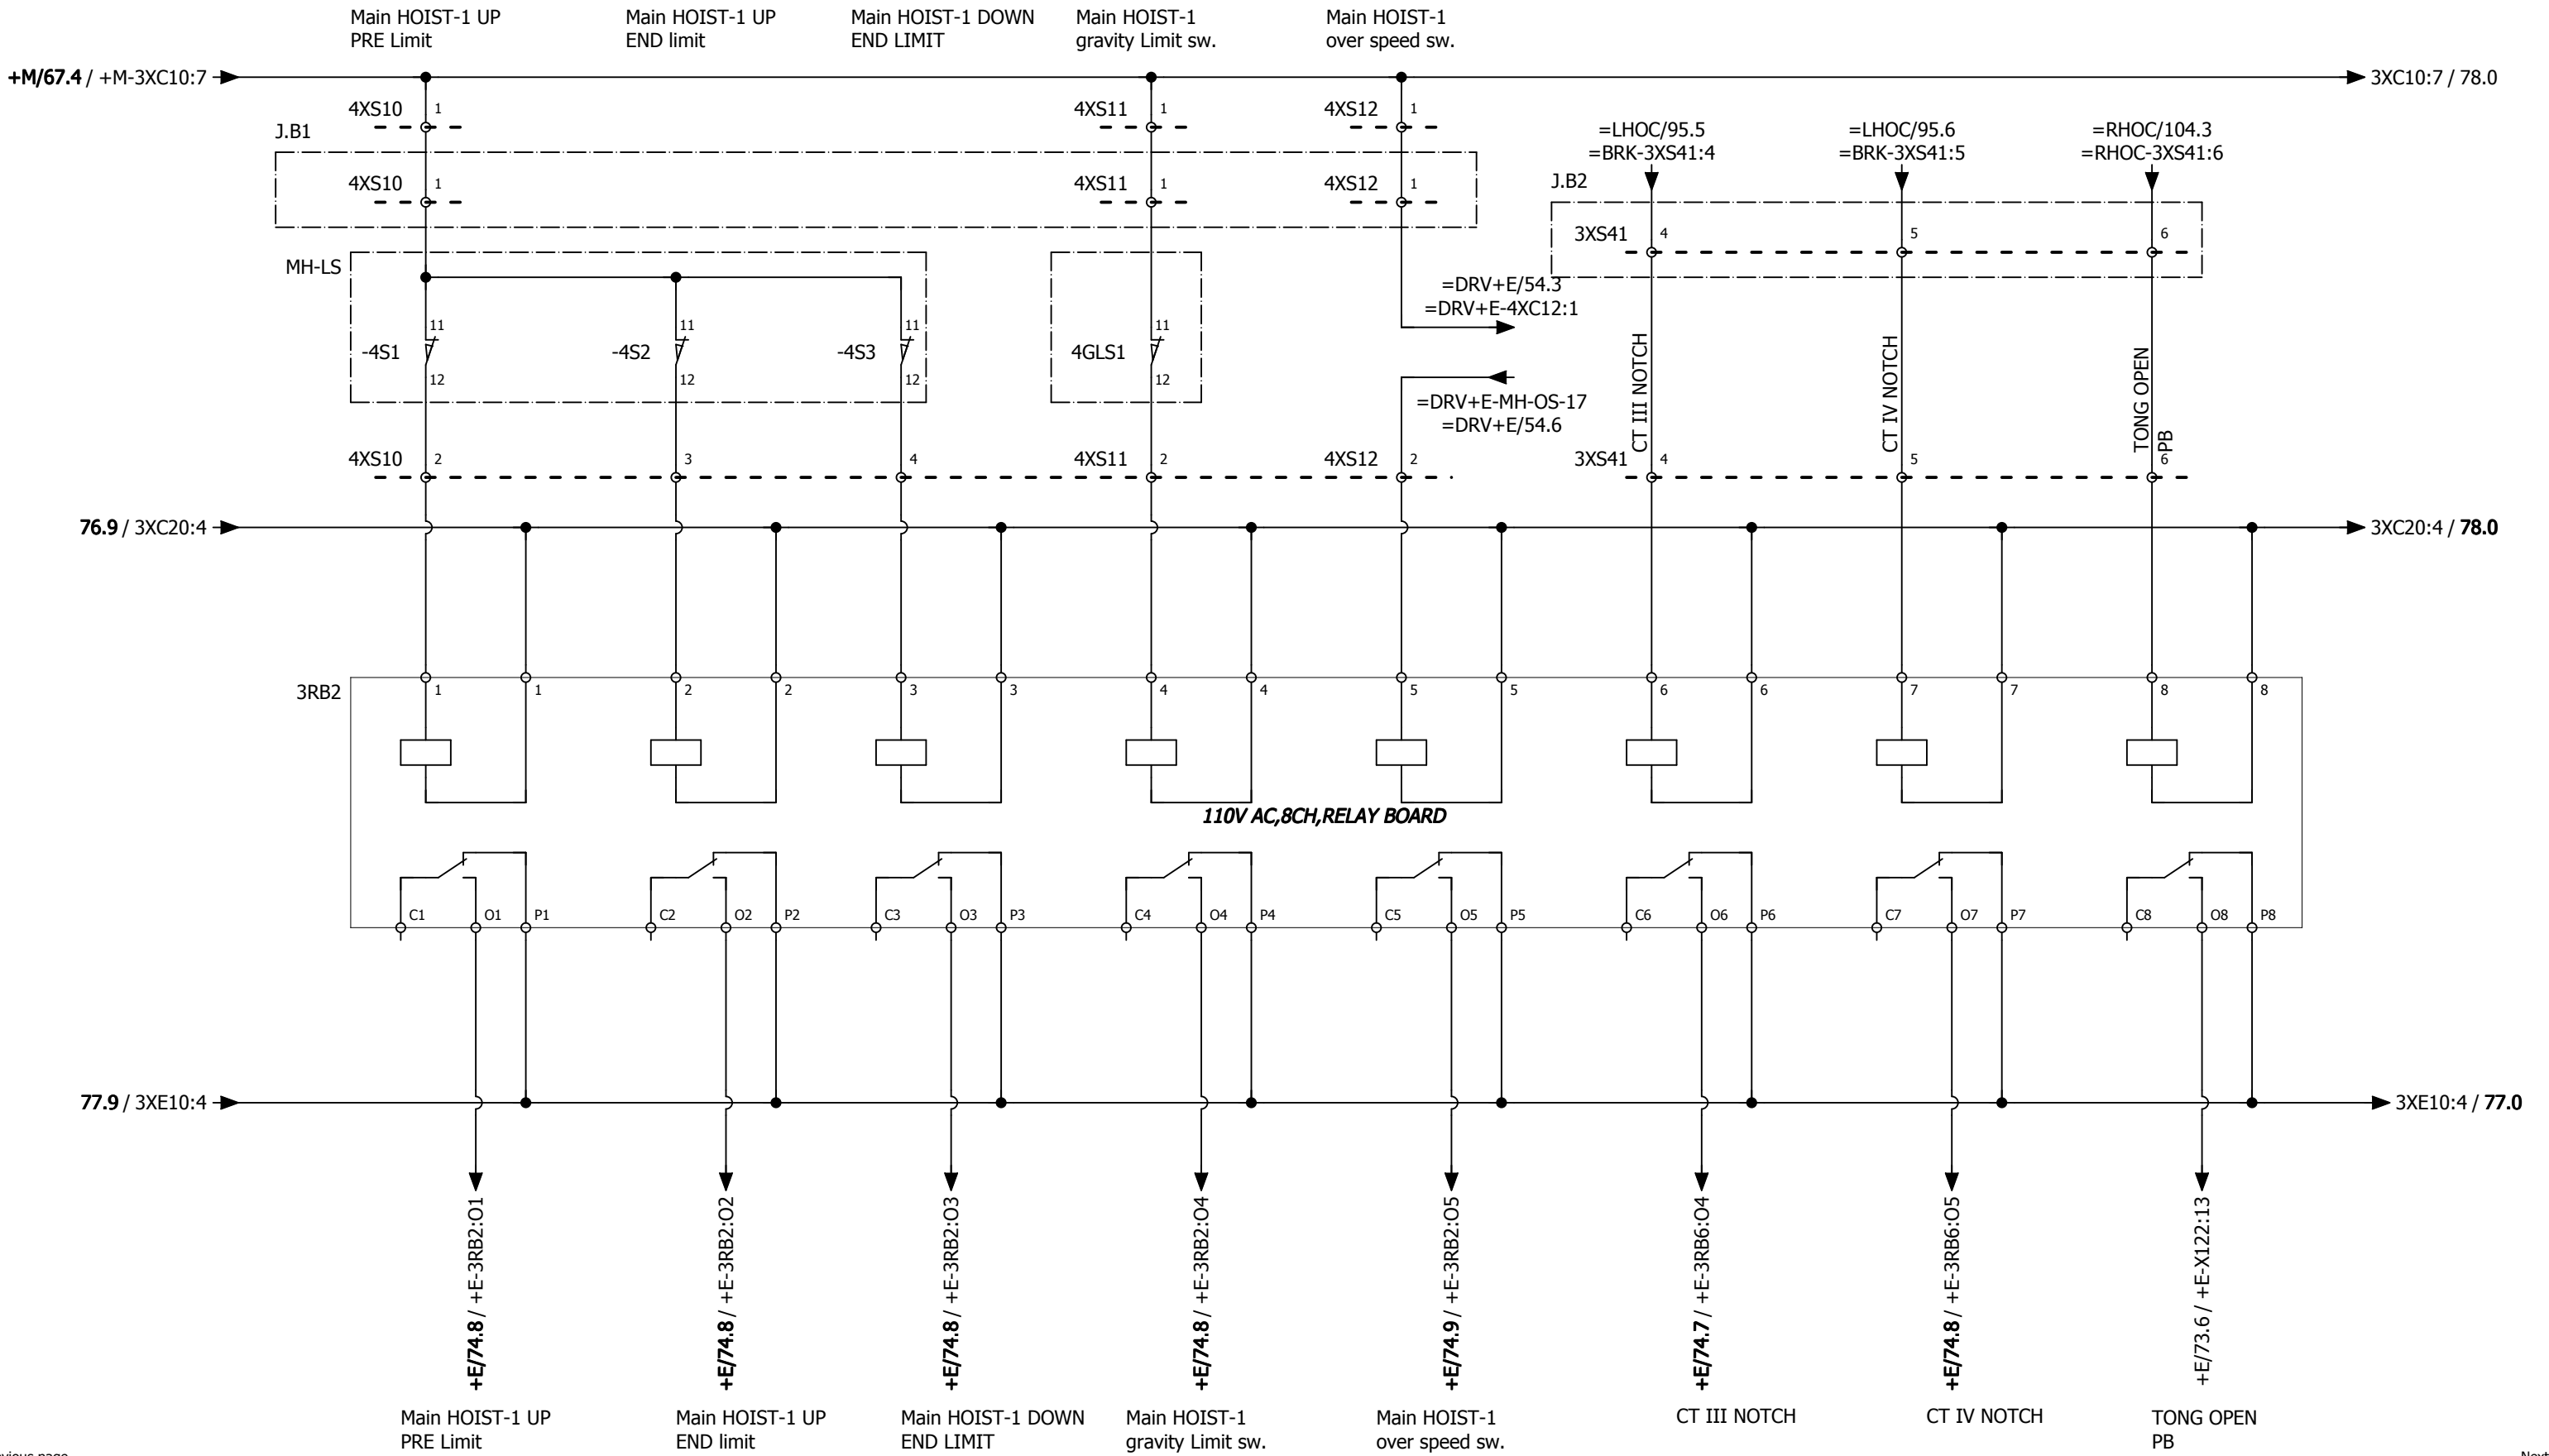 Main HOIST-1 UP
PRE Limit
Main HOIST-1 UP
END limit
Main HOIST-1 DOWN
END LIMIT
Main HOIST-1
gravity Limit sw.
Main HOIST-1
over speed sw.
+M/67.4 / +M-3XC10:7
3XC10:7 / 78.0
4XS10 1
4XS11 1
4XS12 1
J.B1
=LHOC/95.5
=BRK-3XS41:4
=LHOC/95.6
=BRK-3XS41:5
=RHOC/104.3
=RHOC-3XS41:6
4XS10 1
4XS11 1
4XS12 1
J.B2
3XS41 4 5 6
MH-LS
=DRV+E/54.3
=DRV+E-4XC12:1
11 11 11 11
-4S1 -4S2 -4S3 4GLS1
12 12 12 12
=DRV+E-MH-OS-17
=DRV+E/54.6
CT III NOTCH
CT IV NOTCH
TONG OPEN
PB
4XS10 2 3 4
4XS11 2
4XS12 2
3XS41 4 5 6
76.9 / 3XC20:4
3XC20:4 / 78.0
3RB2
1 1 2 2 3 3 4 4 5 5 6 6 7 7 8 8
110V AC,8CH,RELAY BOARD
C1 O1 P1 C2 O2 P2 C3 O3 P3 C4 O4 P4 C5 O5 P5 C6 O6 P6 C7 O7 P7 C8 O8 P8
77.9 / 3XE10:4
3XE10:4 / 77.0
+E/74.8 / +E-3RB2:O1
+E/74.8 / +E-3RB2:O2
+E/74.8 / +E-3RB2:O3
+E/74.8 / +E-3RB2:O4
+E/74.9 / +E-3RB2:O5
+E/74.7 / +E-3RB6:O4
+E/74.8 / +E-3RB6:O5
+E/73.6 / +E-X122:13
Main HOIST-1 UP
PRE Limit
Main HOIST-1 UP
END limit
Main HOIST-1 DOWN
END LIMIT
Main HOIST-1
gravity Limit sw.
Main HOIST-1
over speed sw.
CT III NOTCH
CT IV NOTCH
TONG OPEN
PB